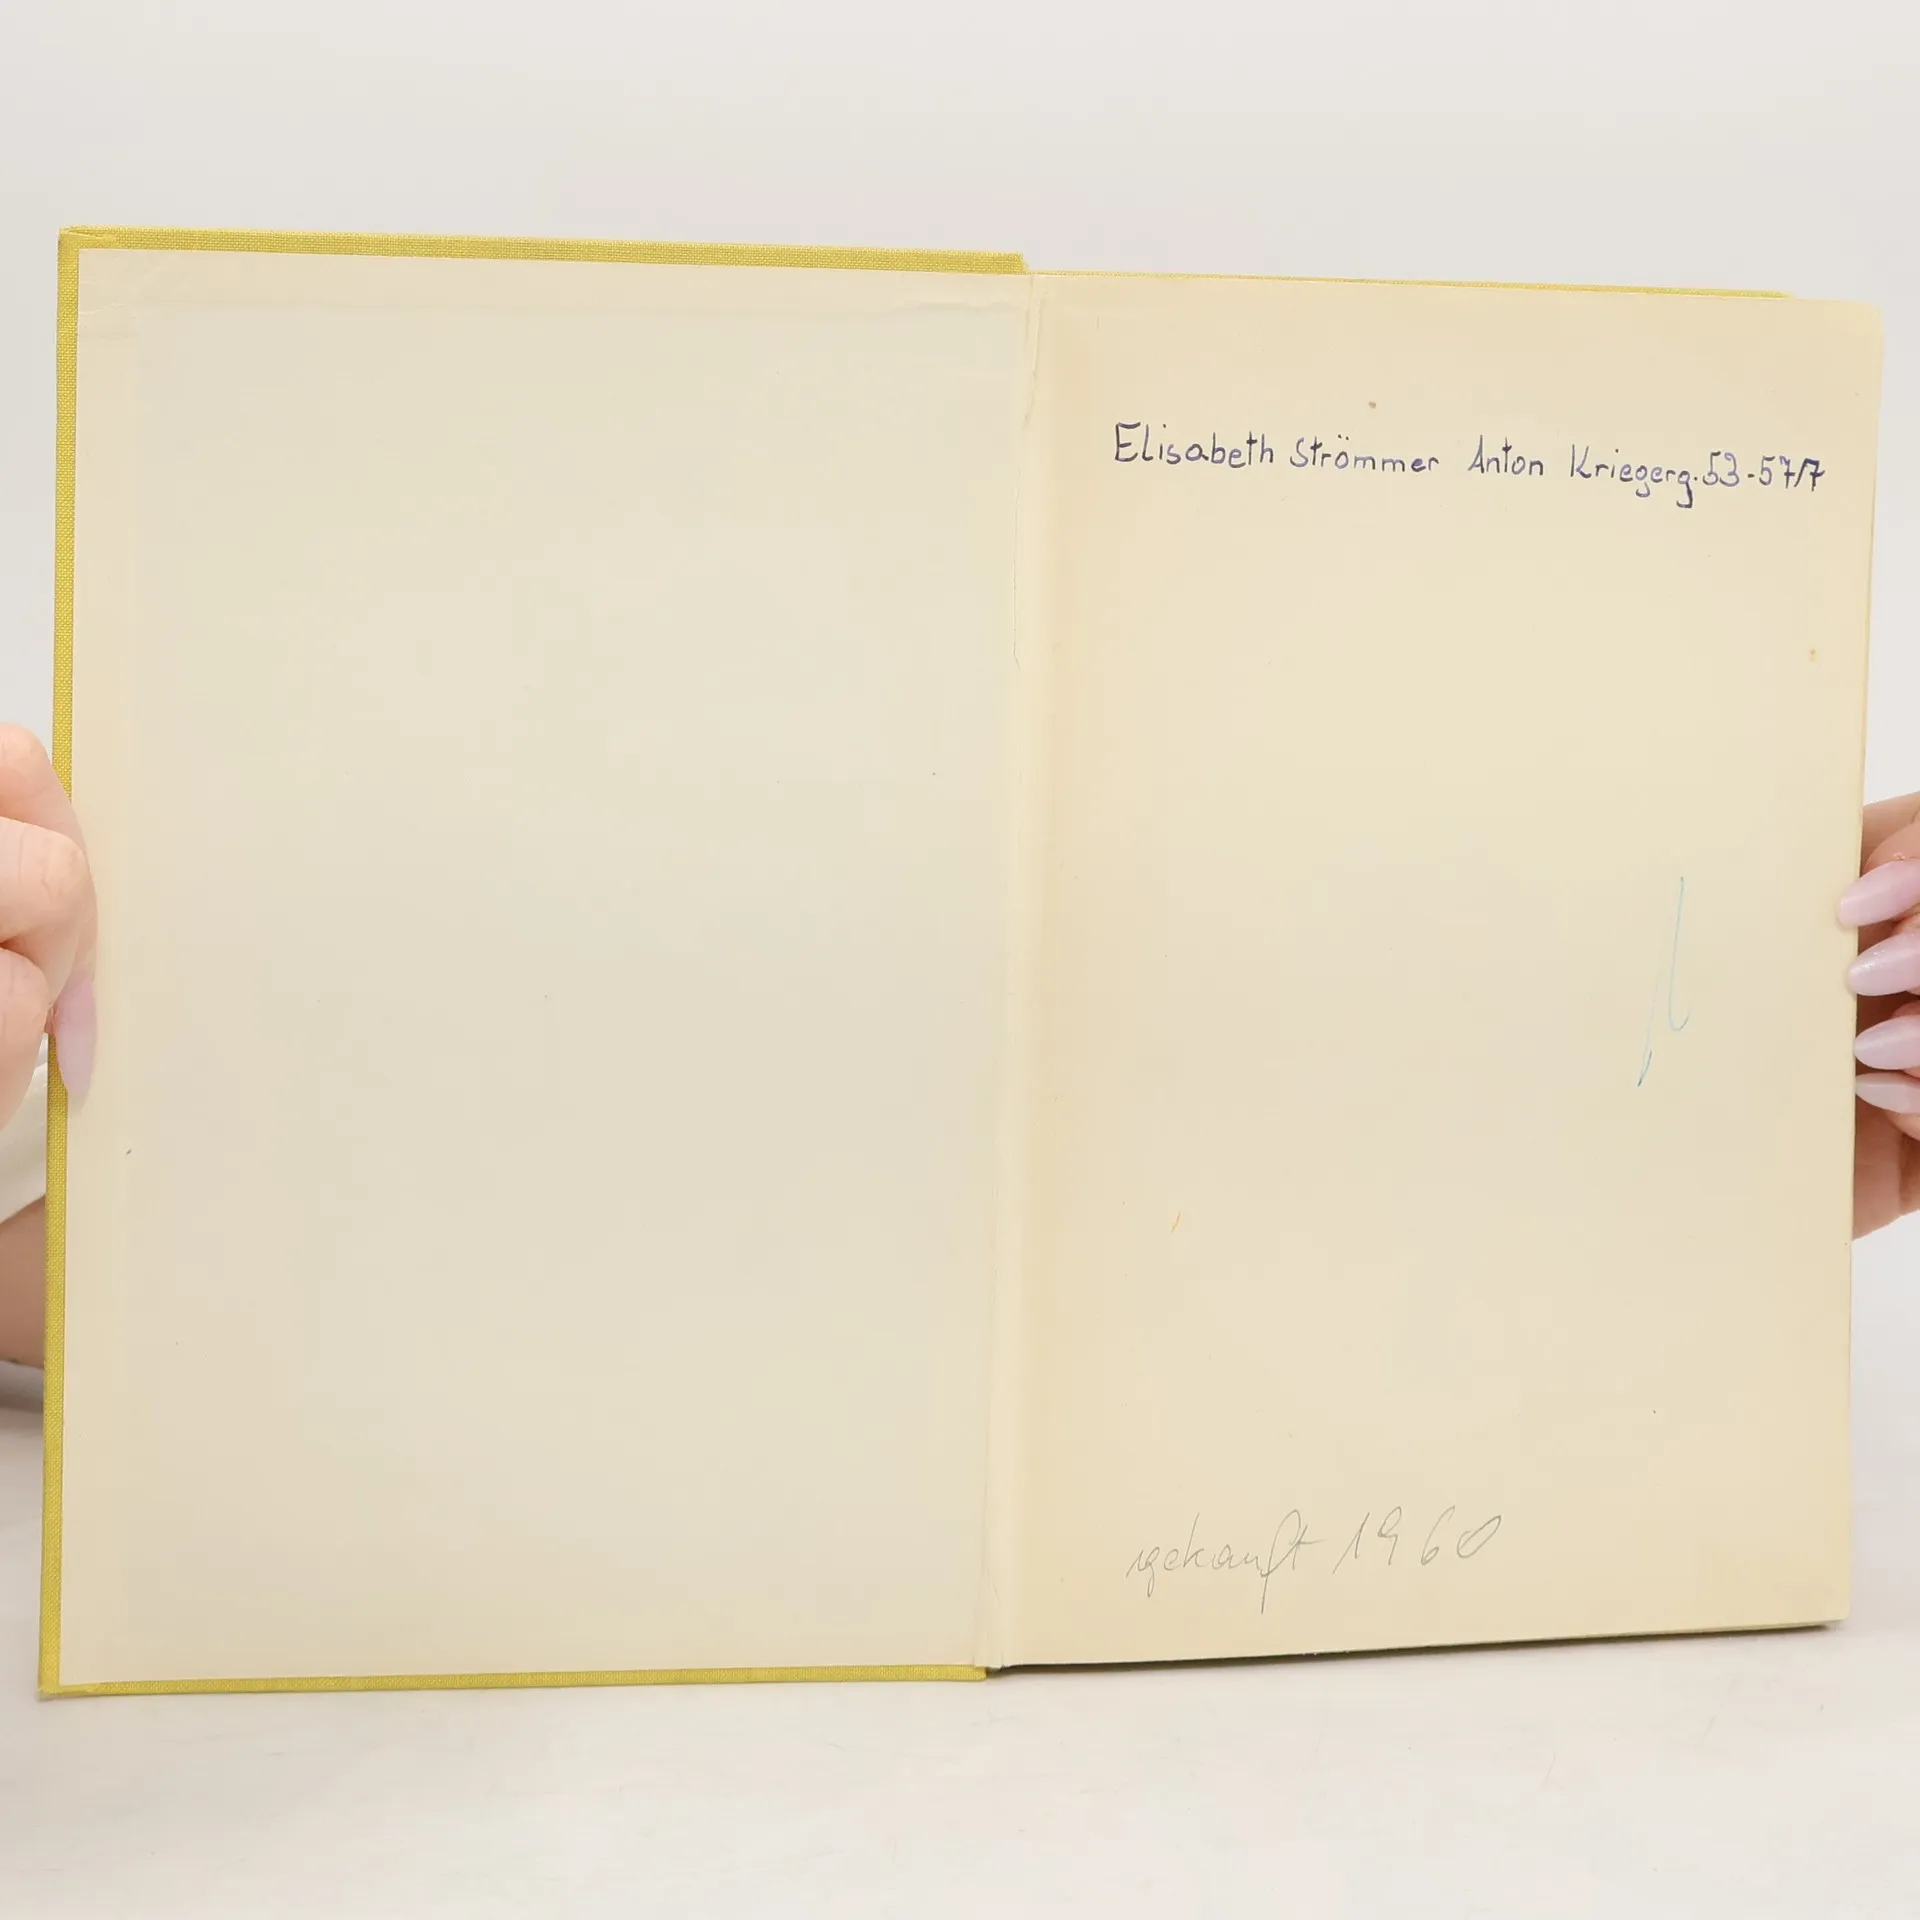 Elisabeth Strömmer Anton Kriegerg. 53-57/7
gekauft 1960